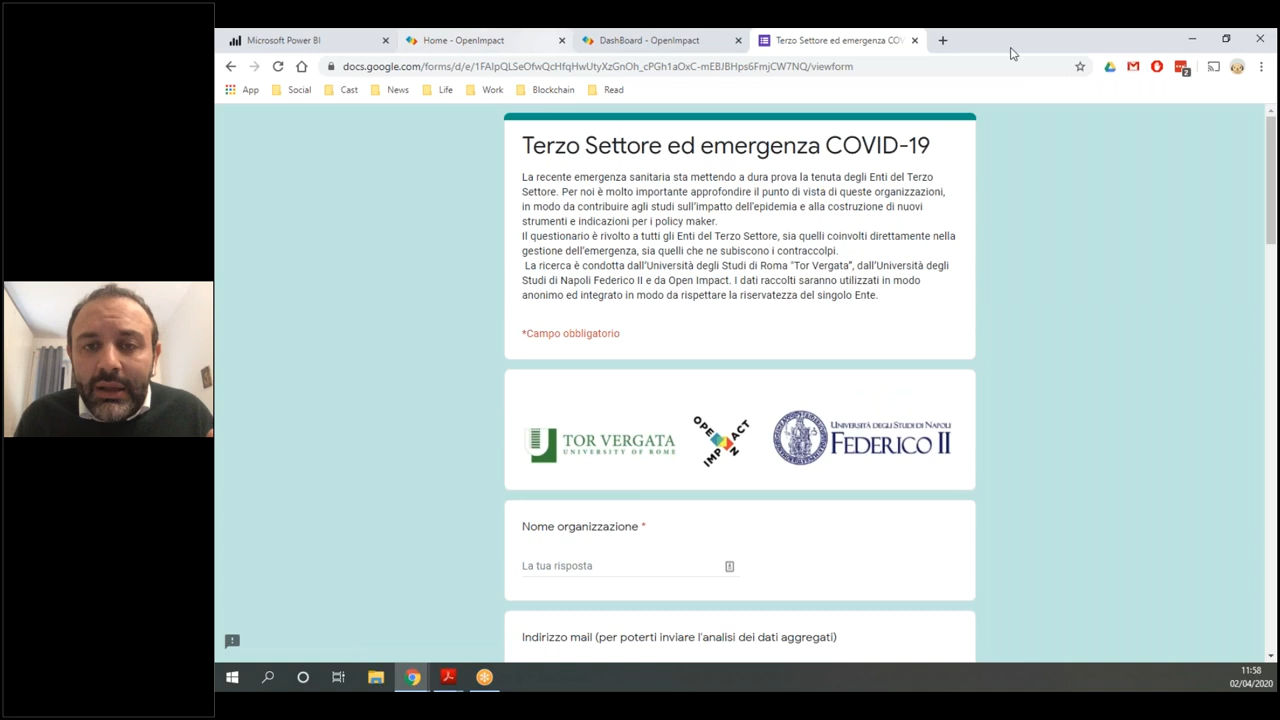 Microsoft Power BI
Home - OpenImpact
DashBoard - OpenImpact
Terzo Settore ed emergenza COV
docs.google.com/forms/d/e/1FAIpQLSeOfwQcHfqHwUtyXzGnOh_cPGh1aOxC-mEBJBHps6FmjCW7NQ/viewform
2
App
Social
Cast
News
Life
Work
Blockchain
Read
Terzo Settore ed emergenza COVID-19
La recente emergenza sanitaria sta mettendo a dura prova la tenuta degli Enti del Terzo
Settore. Per noi è molto importante approfondire il punto di vista di queste organizzazioni,
in modo da contribuire agli studi sull'impatto dell'epidemia e alla costruzione di nuovi
strumenti e indicazioni per i policy maker.
Il questionario è rivolto a tutti gli Enti del Terzo Settore, sia quelli coinvolti direttamente nella
gestione dell'emergenza, sia quelli che ne subiscono i contraccolpi.
La ricerca è condotta dall'Università degli Studi di Roma "Tor Vergata", dall'Università degli
Studi di Napoli Federico II e da Open Impact. I dati raccolti saranno utilizzati in modo
anonimo ed integrato in modo da rispettare la riservatezza del singolo Ente.
*Campo obbligatorio
TOR VERGATA
UNIVERSITY OF ROME
OPEN IMPACT
UNIVERSITÀ DEGLI STUDI DI NAPOLI
FEDERICO II
Nome organizzazione *
La tua risposta
Indirizzo mail (per poterti inviare l'analisi dei dati aggregati)
11:58
02/04/2020